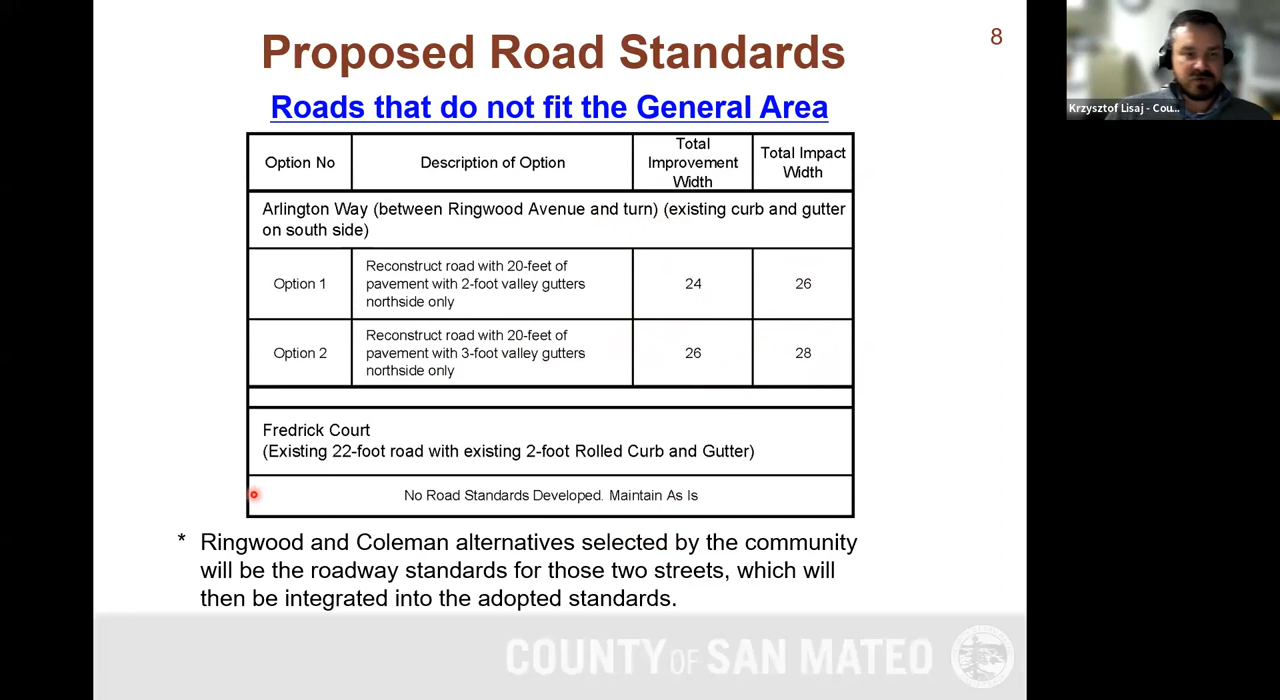 Proposed Road Standards
8
Roads that do not fit the General Area
Option No
Description of Option
Total
Improvement
Width
Total Impact
Width
Arlington Way (between Ringwood Avenue and turn) (existing curb and gutter
on south side)
Option 1
Reconstruct road with 20-feet of
pavement with 2-foot valley gutters
northside only
24
26
Option 2
Reconstruct road with 20-feet of
pavement with 3-foot valley gutters
northside only
26
28
Fredrick Court
(Existing 22-foot road with existing 2-foot Rolled Curb and Gutter)
No Road Standards Developed. Maintain As Is
* Ringwood and Coleman alternatives selected by the community
will be the roadway standards for those two streets, which will
then be integrated into the adopted standards.
COUNTY OF SAN MATEO
Krzysztof Lisaj - Cou...